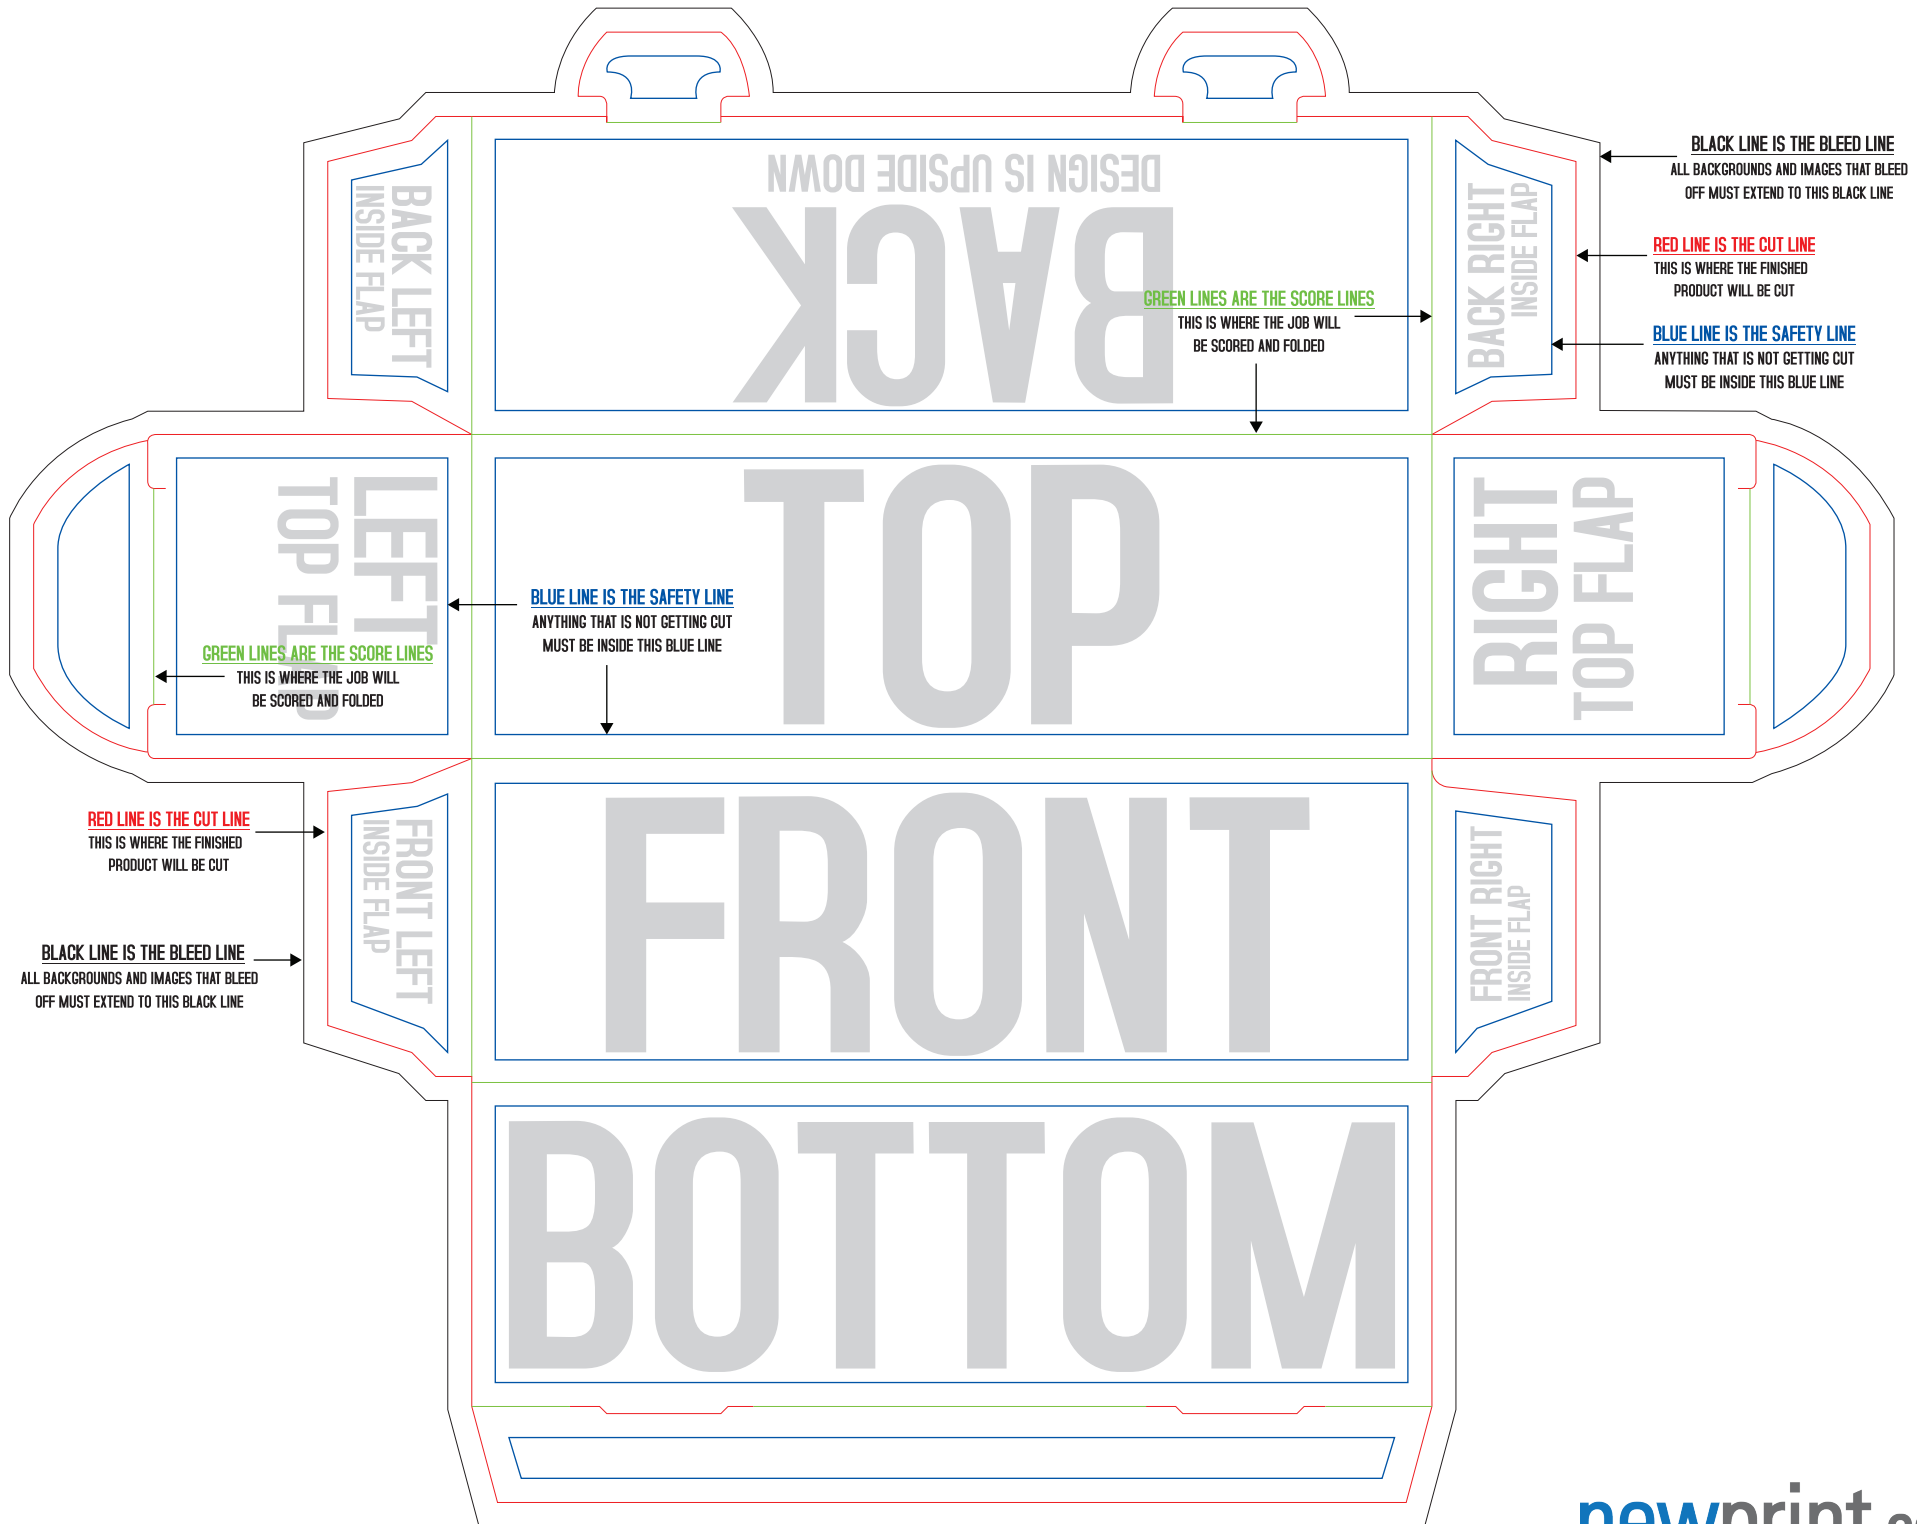 DESIGN IS UPSIDE DOWN
BACK
BACK LEFT
INSIDE FLAP
BACK RIGHT
INSIDE FLAP
BLACK LINE IS THE BLEED LINE
ALL BACKGROUNDS AND IMAGES THAT BLEED
OFF MUST EXTEND TO THIS BLACK LINE
RED LINE IS THE CUT LINE
THIS IS WHERE THE FINISHED
PRODUCT WILL BE CUT
GREEN LINES ARE THE SCORE LINES
THIS IS WHERE THE JOB WILL
BE SCORED AND FOLDED
BLUE LINE IS THE SAFETY LINE
ANYTHING THAT IS NOT GETTING CUT
MUST BE INSIDE THIS BLUE LINE
LEFT
TOP FLAP
TOP
RIGHT
TOP FLAP
BLUE LINE IS THE SAFETY LINE
ANYTHING THAT IS NOT GETTING CUT
MUST BE INSIDE THIS BLUE LINE
GREEN LINES ARE THE SCORE LINES
THIS IS WHERE THE JOB WILL
BE SCORED AND FOLDED
RED LINE IS THE CUT LINE
THIS IS WHERE THE FINISHED
PRODUCT WILL BE CUT
FRONT LEFT
INSIDE FLAP
FRONT
FRONT RIGHT
INSIDE FLAP
BLACK LINE IS THE BLEED LINE
ALL BACKGROUNDS AND IMAGES THAT BLEED
OFF MUST EXTEND TO THIS BLACK LINE
BOTTOM
newprint